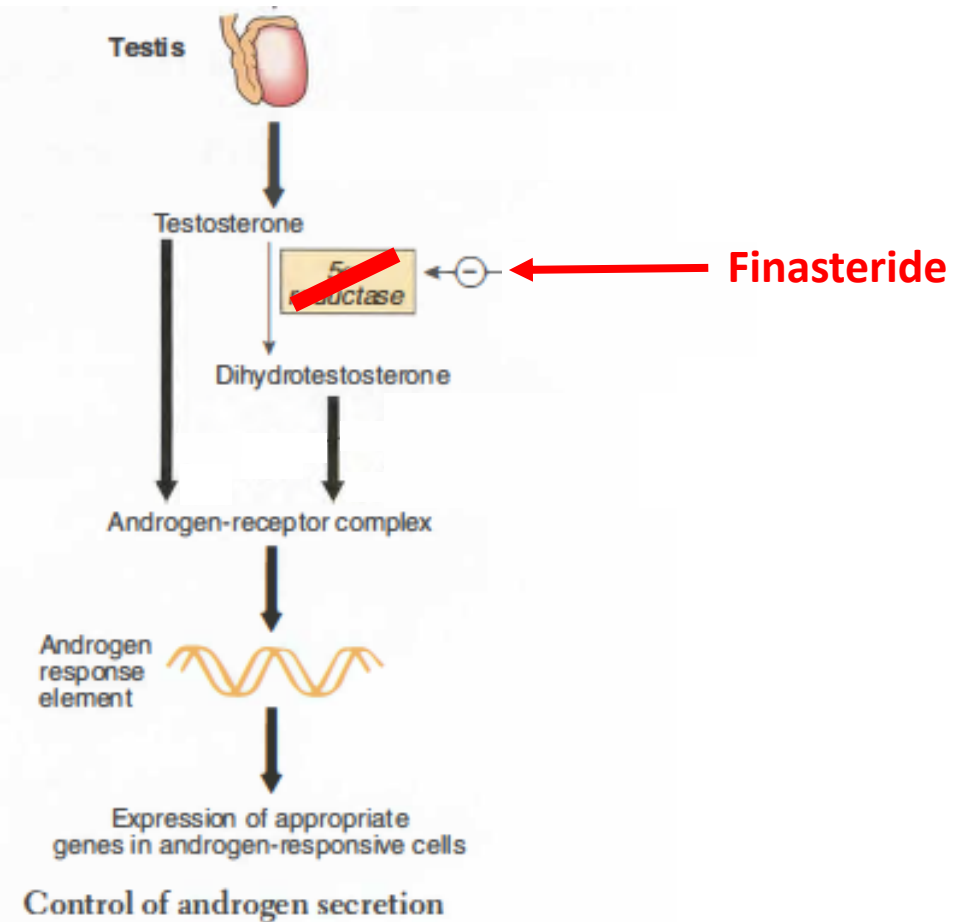 Testis
Testosterone
reductase
Finasteride
Dihydrotestosterone
Androgen-receptor complex
Androgen
response
element
Expression of appropriate
genes in androgen-responsive cells
Control of androgen secretion